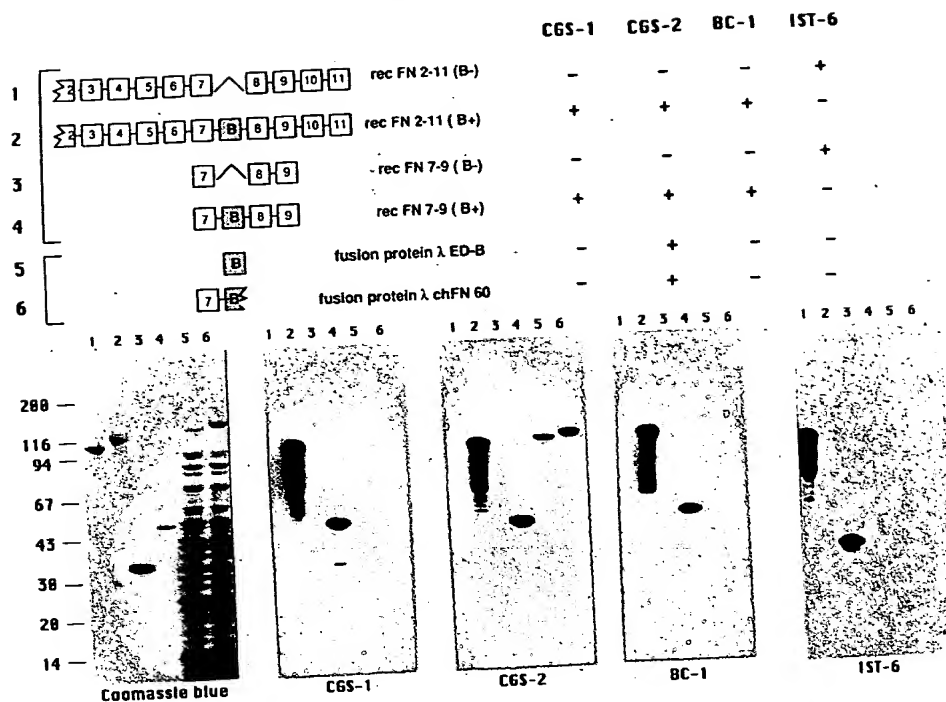 CGS-1 CGS-2 BC-1 IST-6
1 2 3 4 5 6 7 8 9 10 11 rec FN 2-11 (B-) - - - +
2 2 3 4 5 6 7 B 8 9 10 11 rec FN 2-11 ( B+) + + + -
3 7 8 9 rec FN 7-9 ( B-) - - - +
4 7 B 8 9 rec FN 7-9 ( B+) + + + -
5 B fusion protein λ ED-B - + - -
6 7 B fusion protein λ chFN 60 - + - -
1 2 3 4 5 6 1 2 3 4 5 6 1 2 3 4 5 6 1 2 3 4 5 6 1 2 3 4 5 6
200
116
94
67
43
30
20
14
Coomassie blue CGS-1 CGS-2 BC-1 IST-6